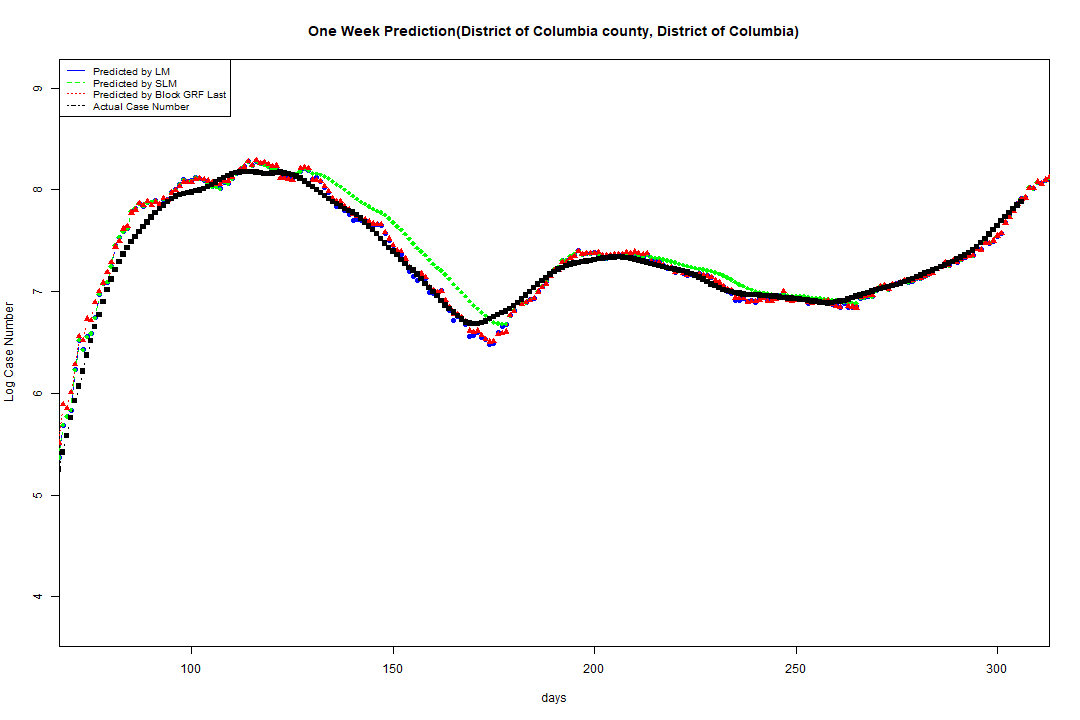 One Week Prediction(District of Columbia county, District of Columbia)
Predicted by LM
Predicted by SLM
Predicted by Block GRF Last
Actual Case Number
Log Case Number
9
8
7
6
5
4
100 150 200 250 300
days